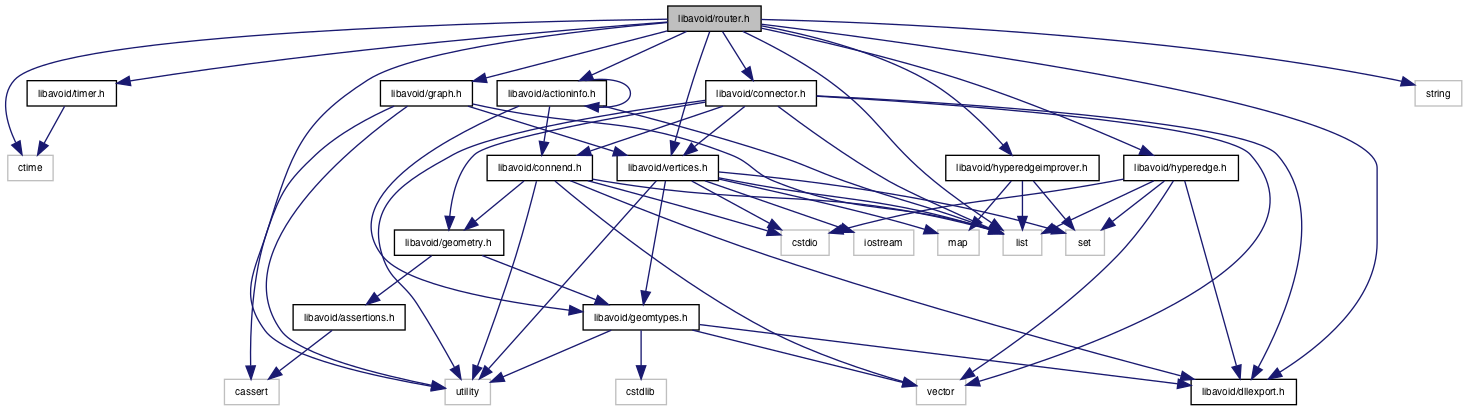 libavoid/router.h
libavoid/timer.h
libavoid/graph.h
libavoid/actioninfo.h
libavoid/connector.h
string
ctime
libavoid/connend.h
libavoid/vertices.h
libavoid/hyperedgeimprover.h
libavoid/hyperedge.h
libavoid/geometry.h
cstdio
iostream
map
list
set
libavoid/assertions.h
libavoid/geomtypes.h
cassert
utility
cstdlib
vector
libavoid/dllexport.h